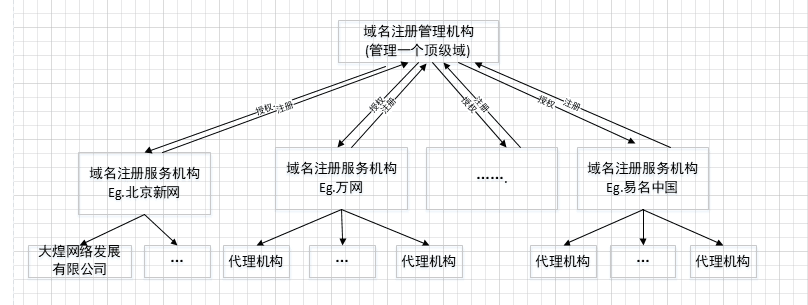 域名注册管理机构
(管理一个顶级域)
授权
注册
授权
注册
授权
注册
授权
注册
域名注册服务机构
Eg.北京新网
域名注册服务机构
Eg.万网
…….
域名注册服务机构
Eg.易名中国
大煌网络发展
有限公司
…
代理机构
…
代理机构
代理机构
…
代理机构